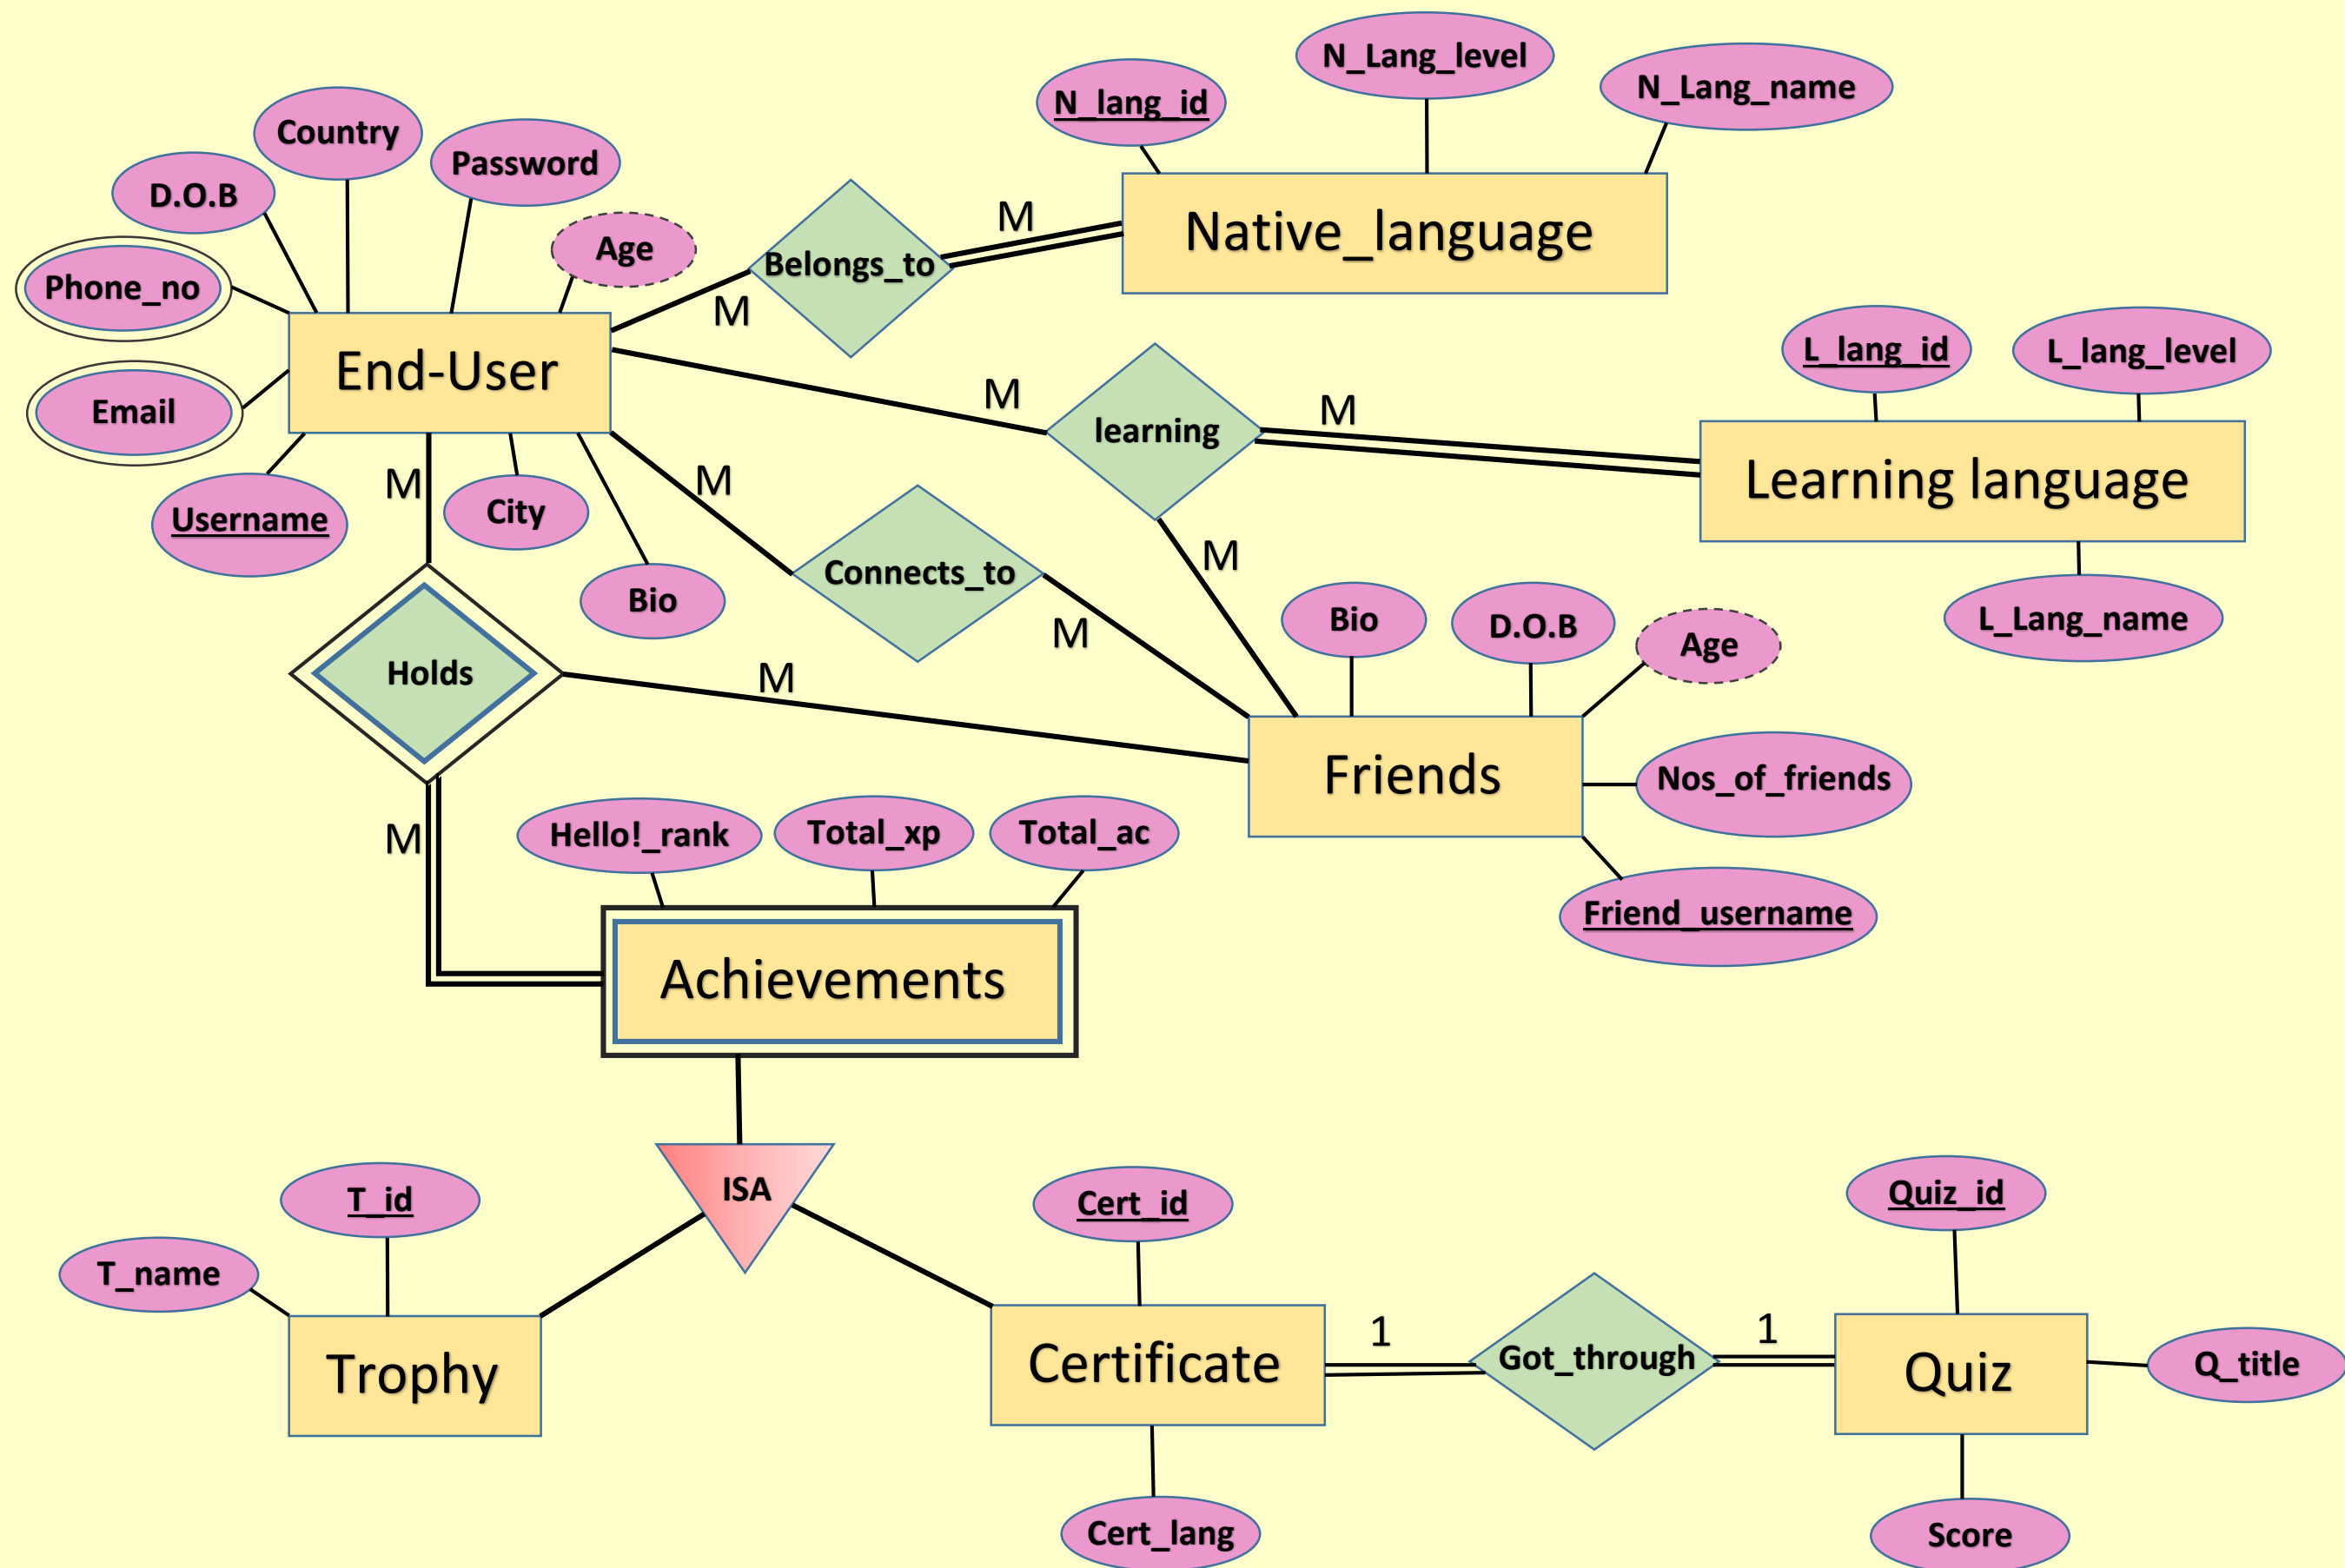 N_Lang_level
N_Lang_name
N_lang_id
Country
Password
D.O.B
Age
Phone_no
Native_language
M
Belongs_to
M
End-User
Email
Username
City
Bio
M
M
learning
M
L_lang_id
L_lang_level
Learning language
L_Lang_name
M
Connects_to
M
M
Holds
M
Bio
D.O.B
Age
Friends
Nos_of_friends
Friend_username
M
Hello!_rank
Total_xp
Total_ac
Achievements
ISA
T_id
T_name
Trophy
Cert_id
Certificate
Cert_lang
1
Got_through
1
Quiz_id
Quiz
Q_title
Score